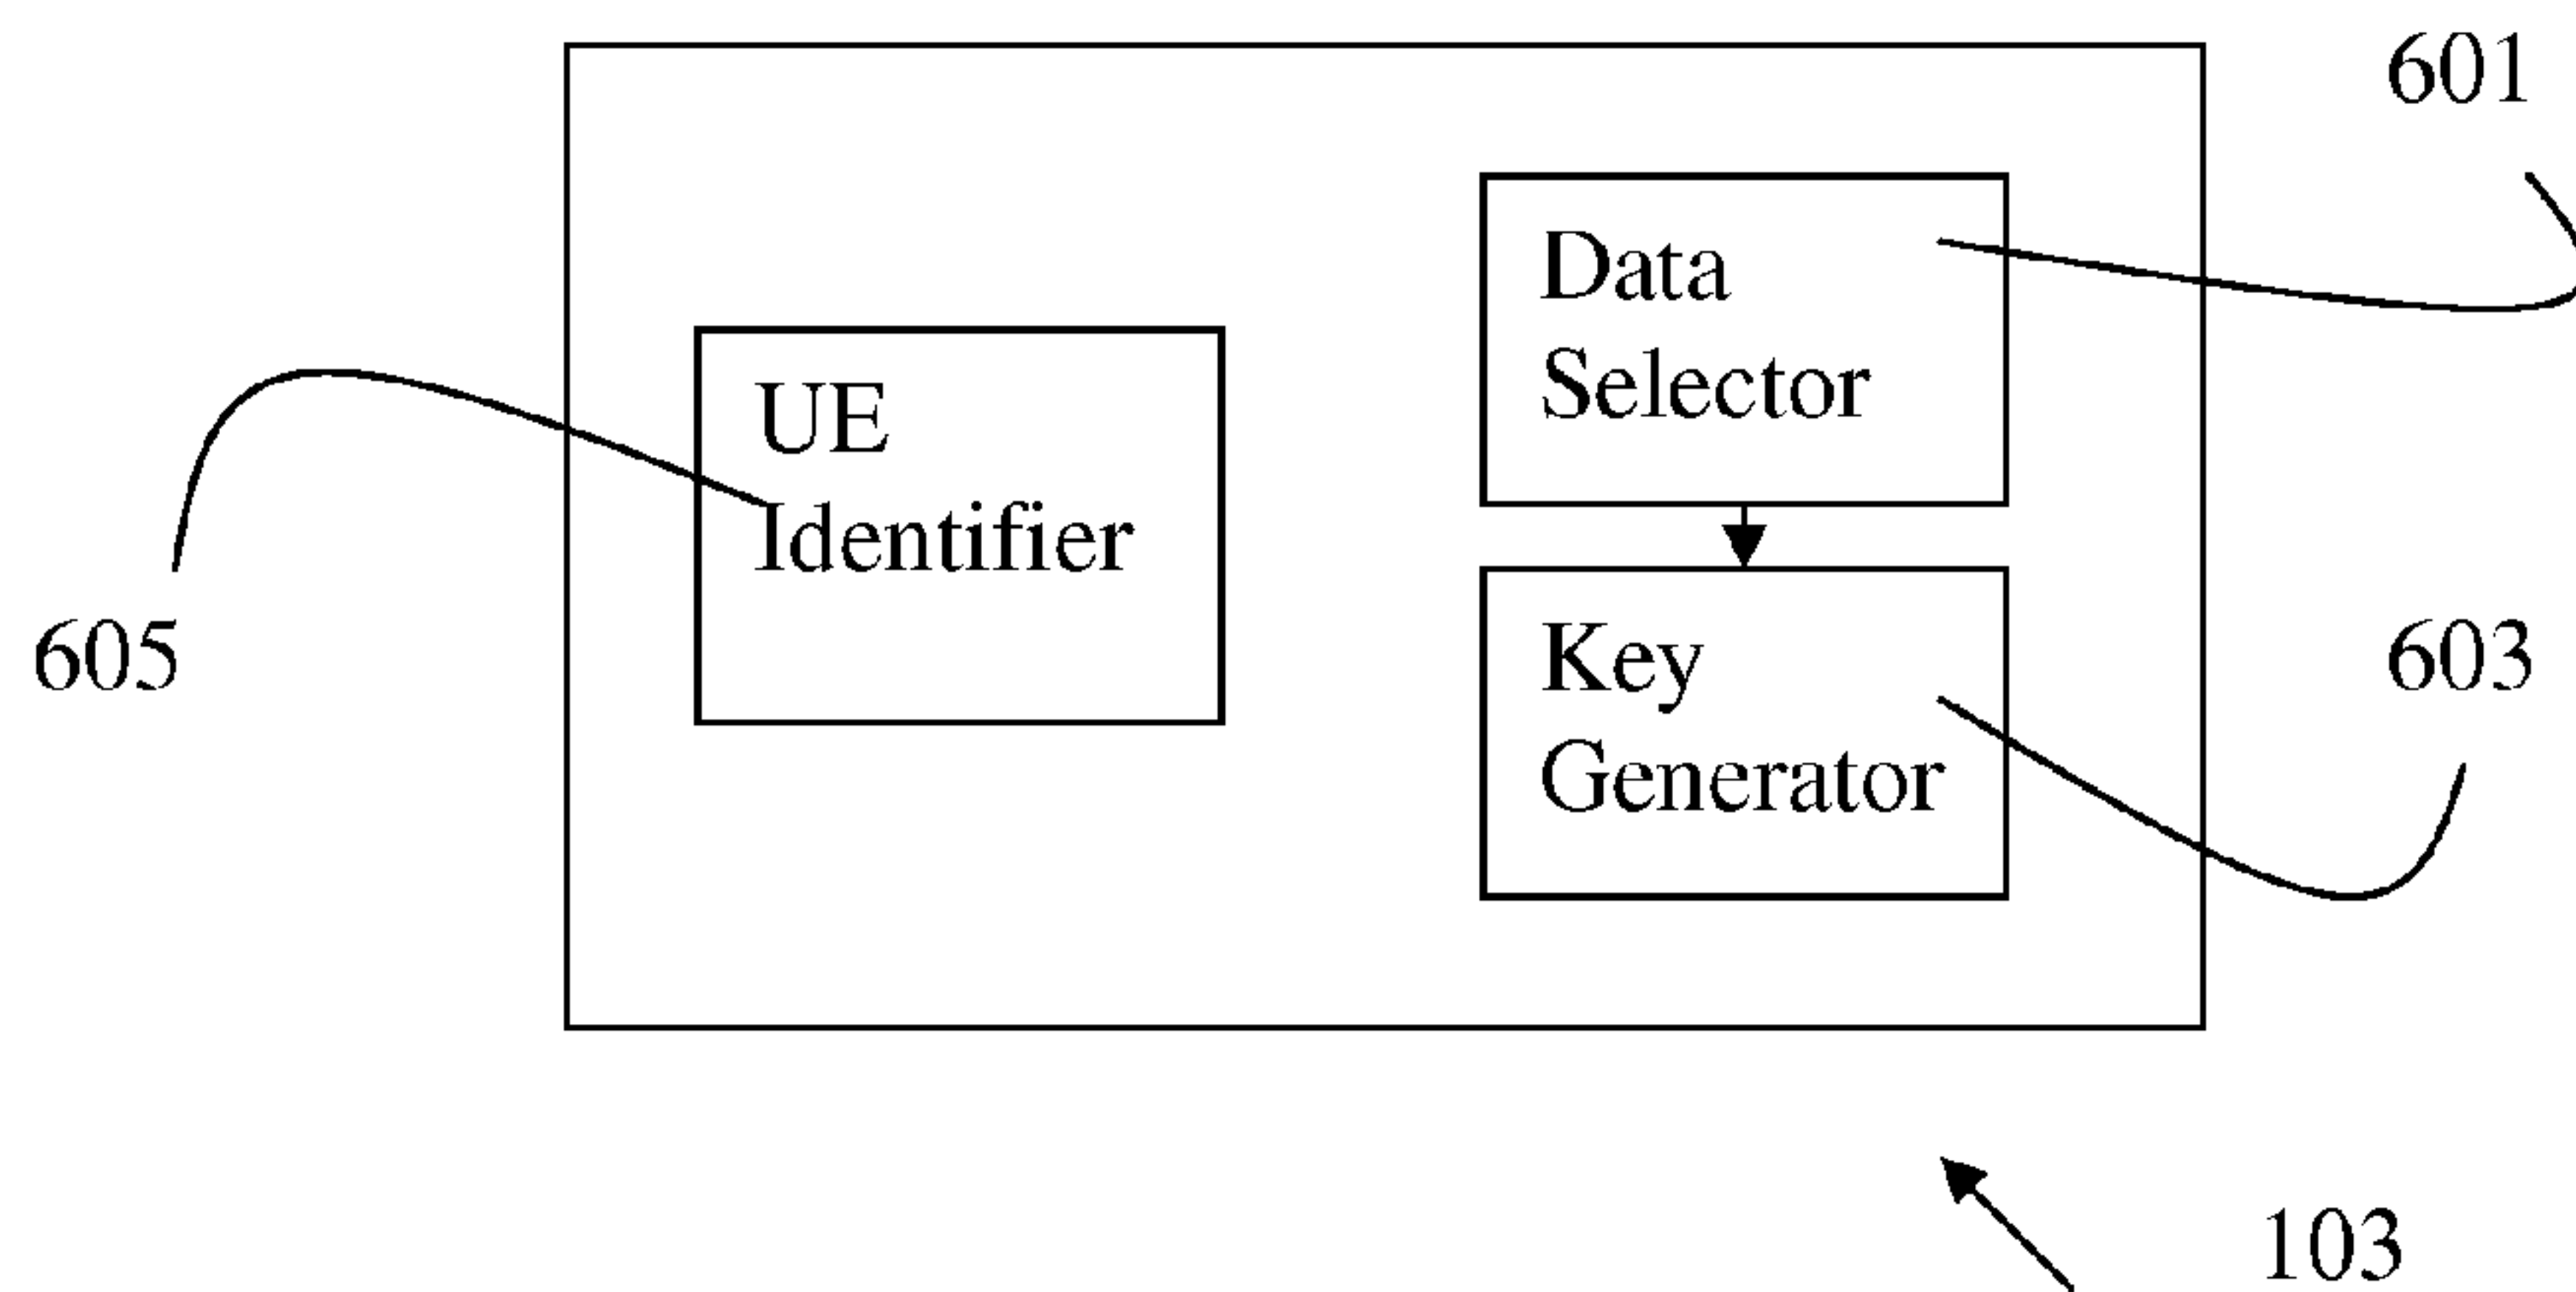 601
Data
Selector
UE
Identifier
605
Key
Generator
603
103